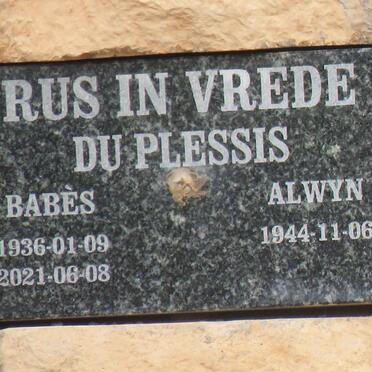 RUS IN VREDE
DU PLESSIS
BABÈS ALWYN
1936-01-09 1944-11-06
2021-06-08